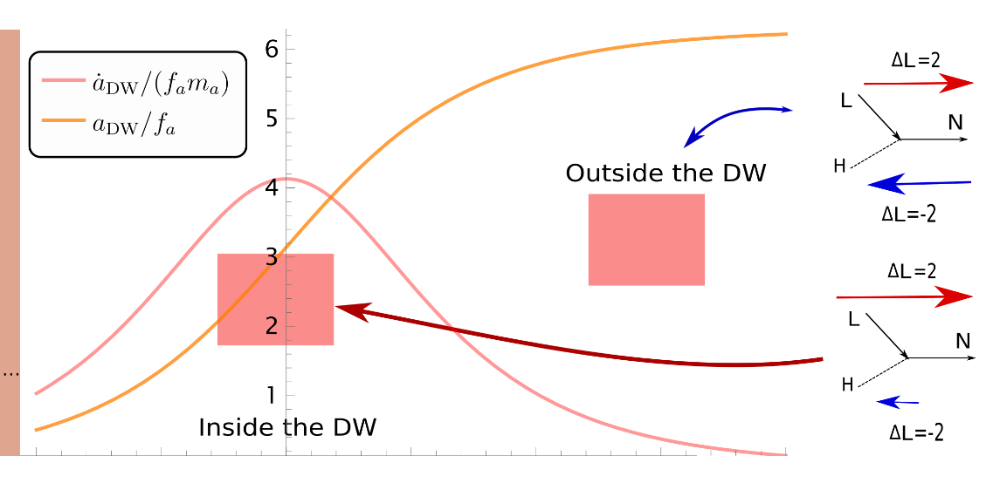 ȧ_DW/(f_a m_a)
a_DW/f_a
6
5
4
3
2
1
...
Outside the DW
Inside the DW
ΔL=2
L
N
H
ΔL=-2
ΔL=2
L
N
H
ΔL=-2